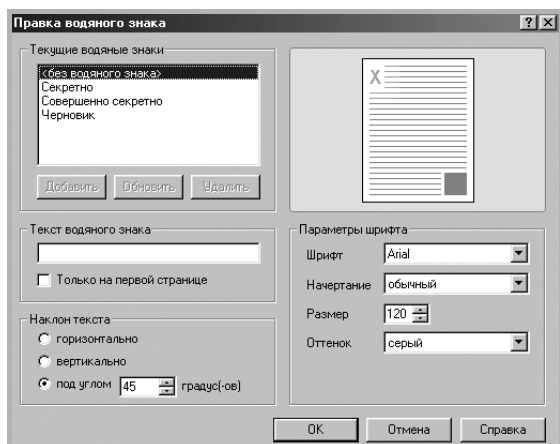 Правка водяного знака
Текущие водяные знаки
<без водяного знака>
Секретно
Совершенно секретно
Черновик
Добавить Обновить Удалить
X
Текст водяного знака
Только на первой странице
Наклон текста
горизонтально
вертикально
под углом 45 градус(-ов)
Параметры шрифта
Шрифт Arial
Начертание обычный
Размер 120
Оттенок серый
OK Отмена Справка